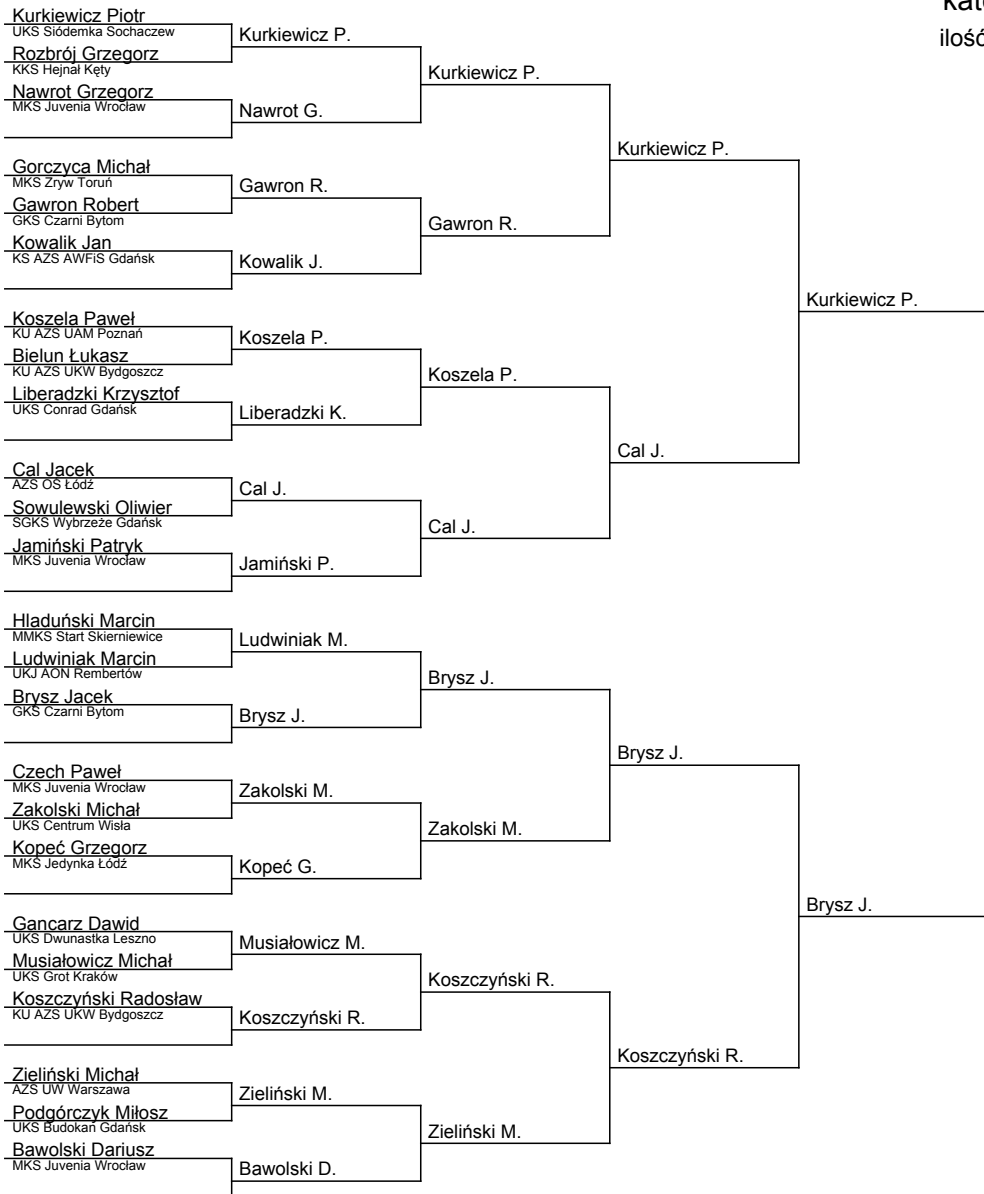 kat
ilość
Kurkiewicz Piotr
UKS Siódemka Sochaczew
Rozbrój Grzegorz
KKS Hejnał Kęty
Nawrot Grzegorz
MKS Juvenia Wrocław
Gorczyca Michał
MKS Zryw Toruń
Gawron Robert
GKS Czarni Bytom
Kowalik Jan
KS AZS AWFiS Gdańsk
Koszela Paweł
KU AZS UAM Poznań
Bielun Łukasz
KU AZS UKW Bydgoszcz
Liberadzki Krzysztof
UKS Conrad Gdańsk
Cal Jacek
AZS OŚ Łódź
Sowulewski Oliwier
SGKS Wybrzeże Gdańsk
Jamiński Patryk
MKS Juvenia Wrocław
Hladuński Marcin
MMKS Start Skierniewice
Ludwiniak Marcin
UKJ AON Rembertów
Brysz Jacek
GKS Czarni Bytom
Czech Paweł
MKS Juvenia Wrocław
Zakolski Michał
UKS Centrum Wisła
Kopeć Grzegorz
MKS Jedynka Łódź
Gancarz Dawid
UKS Dwunastka Leszno
Musiałowicz Michał
UKS Grot Kraków
Koszczyński Radosław
KU AZS UKW Bydgoszcz
Zieliński Michał
AZS UW Warszawa
Podgórczyk Miłosz
UKS Budokan Gdańsk
Bawolski Dariusz
MKS Juvenia Wrocław
Kurkiewicz P.
Nawrot G.
Gawron R.
Kowalik J.
Koszela P.
Liberadzki K.
Cal J.
Jamiński P.
Ludwiniak M.
Brysz J.
Zakolski M.
Kopeć G.
Musiałowicz M.
Koszczyński R.
Zieliński M.
Bawolski D.
Kurkiewicz P.
Gawron R.
Koszela P.
Cal J.
Brysz J.
Zakolski M.
Koszczyński R.
Zieliński M.
Kurkiewicz P.
Cal J.
Brysz J.
Koszczyński R.
Kurkiewicz P.
Brysz J.